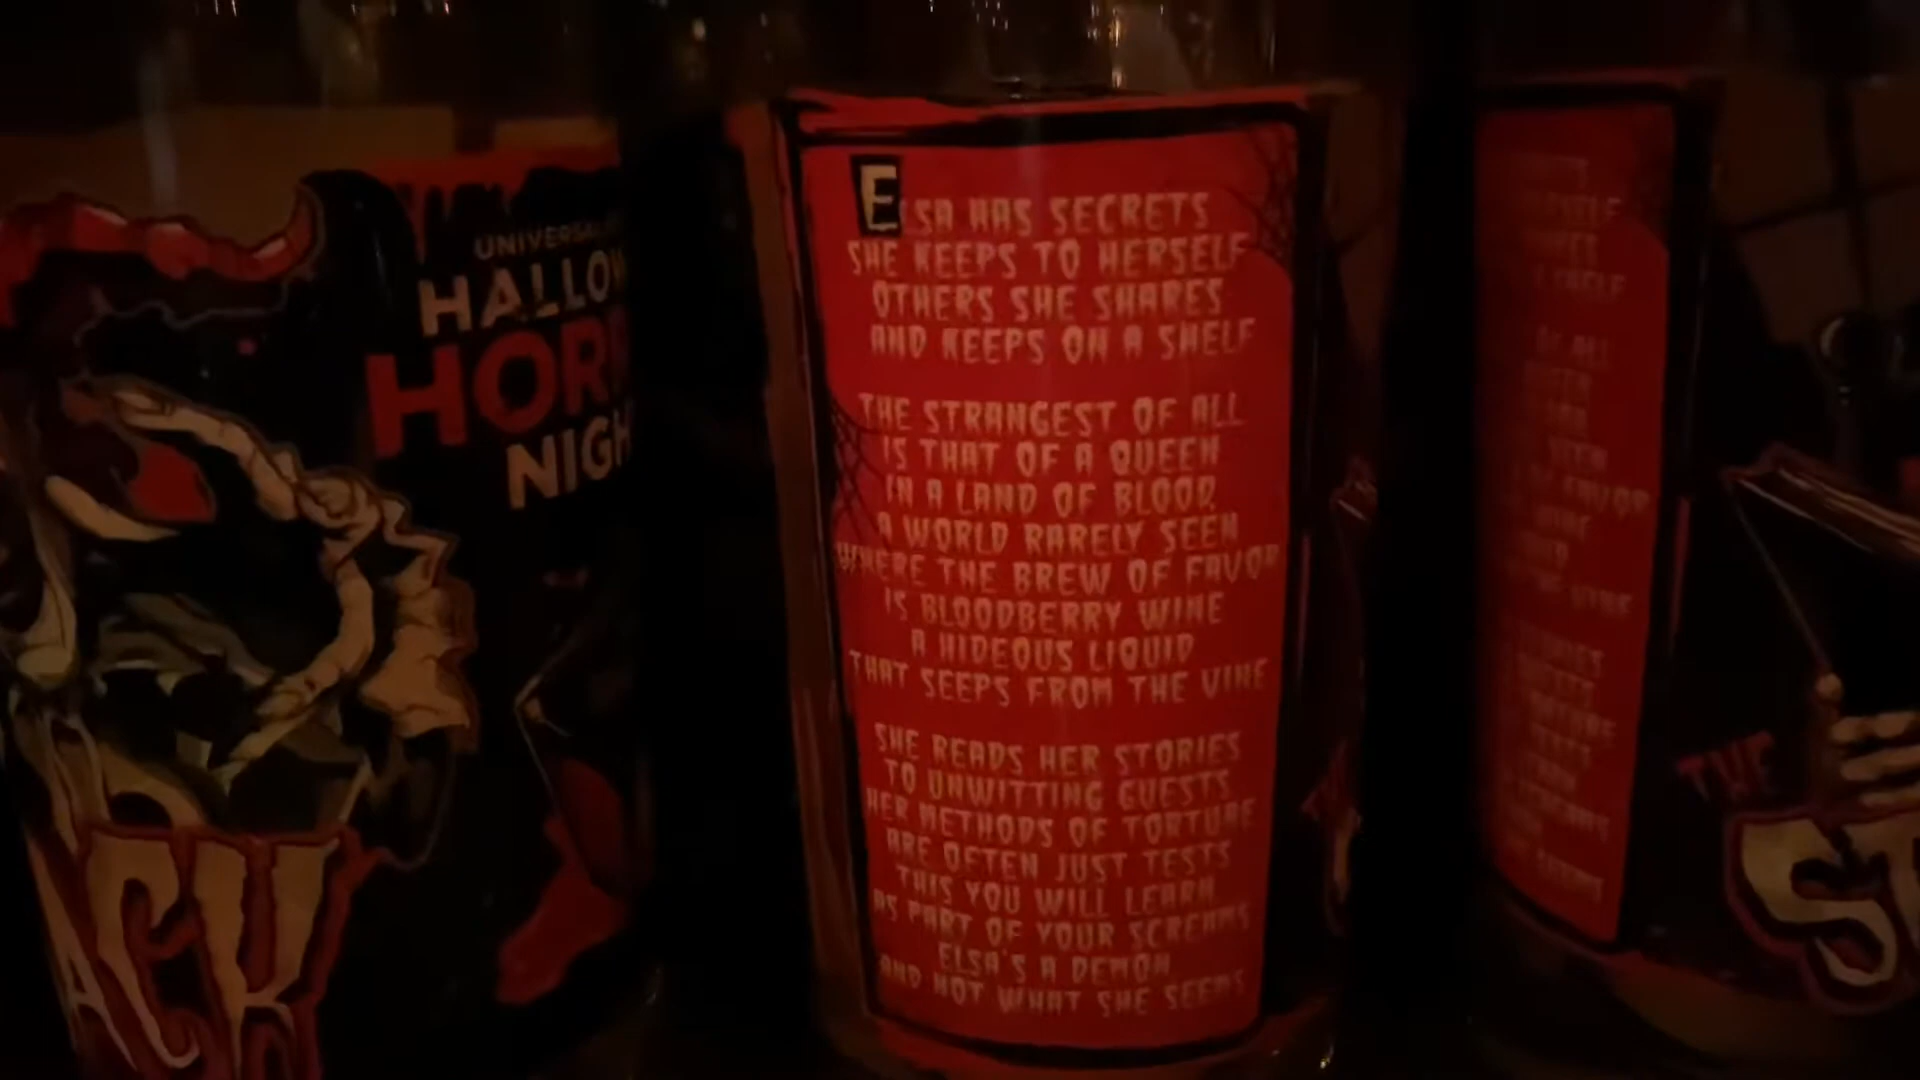 UNIVERSAL
HALLOW
HORR
NIGH
ACK
ELSA HAS SECRETS
SHE KEEPS TO HERSELF
OTHERS SHE SHARES
AND KEEPS ON A SHELF
THE STRANGEST OF ALL
IS THAT OF A QUEEN
IN A LAND OF BLOOD
A WORLD RARELY SEEN
WHERE THE BREW OF FAVOR
IS BLOODBERRY WINE
A HIDEOUS LIQUID
THAT SEEPS FROM THE VINE
SHE READS HER STORIES
TO UNWITTING GUESTS
HER METHODS OF TORTURE
ARE OFTEN JUST TESTS
THIS YOU WILL LEARN
AS PART OF YOUR SCREAMS
ELSA'S A DEMON
AND NOT WHAT SHE SEEMS
THE
ST